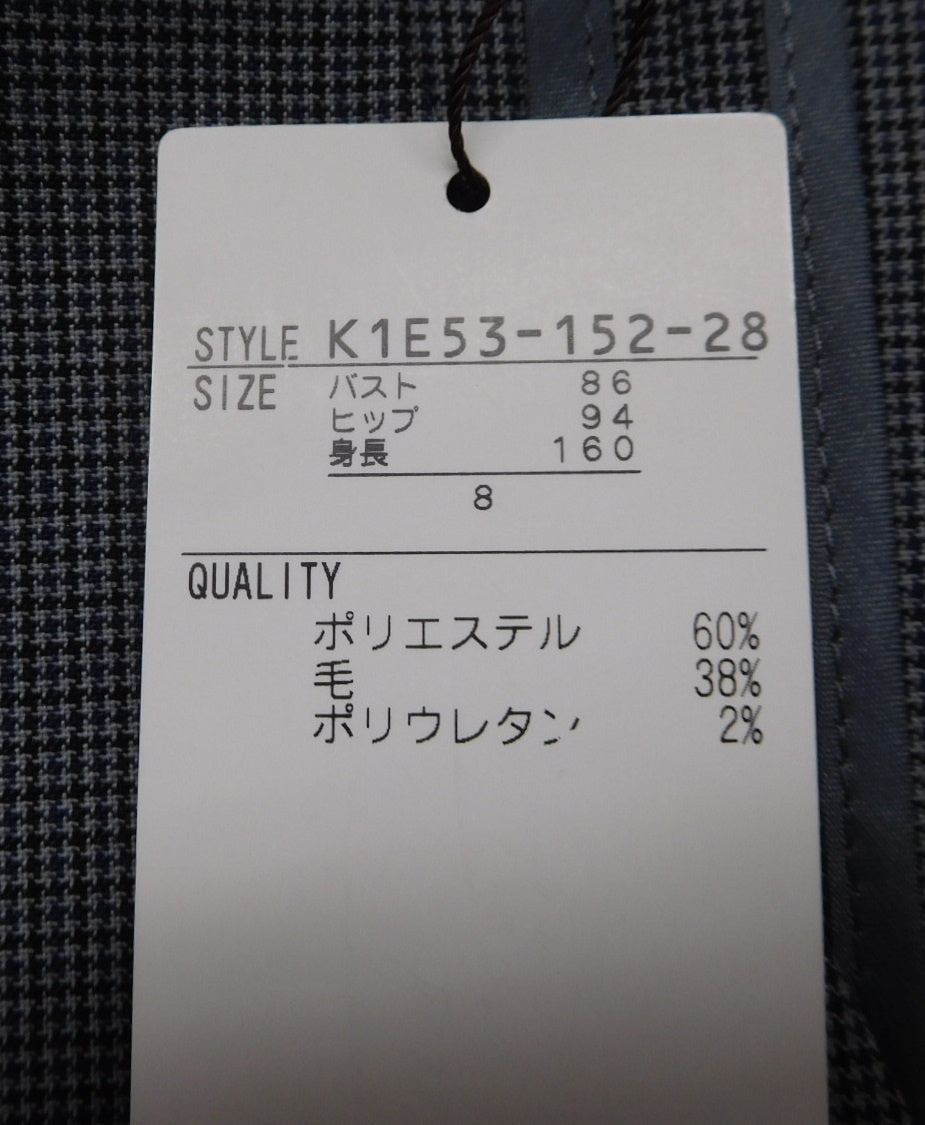 STYLE K1E53-152-28
SIZE バスト 86
ヒップ 94
身長 160
8
QUALITY
ポリエステル 60%
毛 38%
ポリウレタン 2%